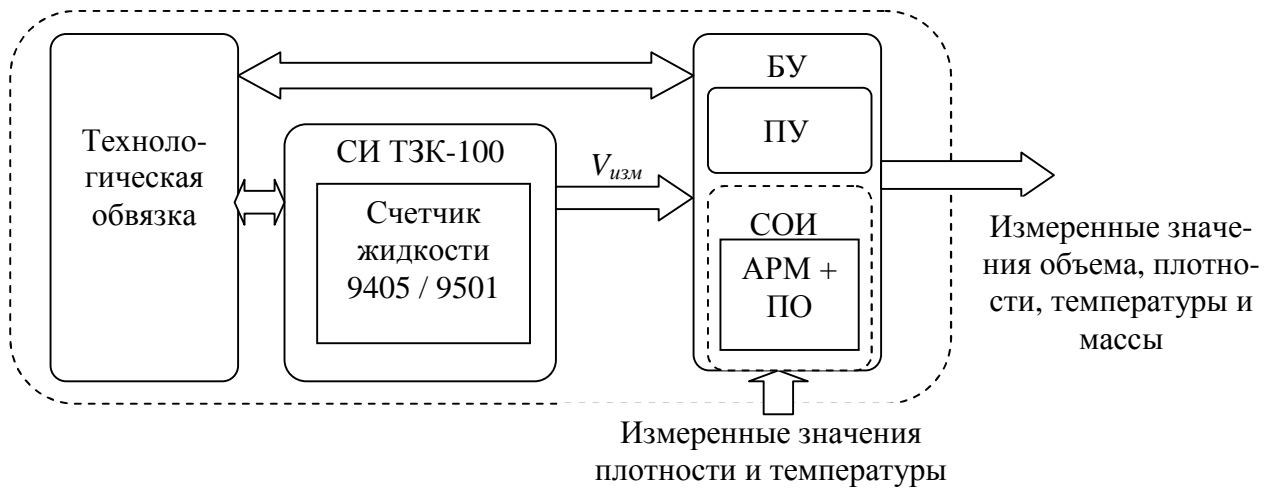 Техноло-
гическая
обвязка
СИ ТЗК-100
Счетчик
жидкости
9405 / 9501
Vизм
БУ
ПУ
СОИ
АРМ +
ПО
Измеренные значе-
ния объема, плотно-
сти, температуры и
массы
Измеренные значения
плотности и температуры